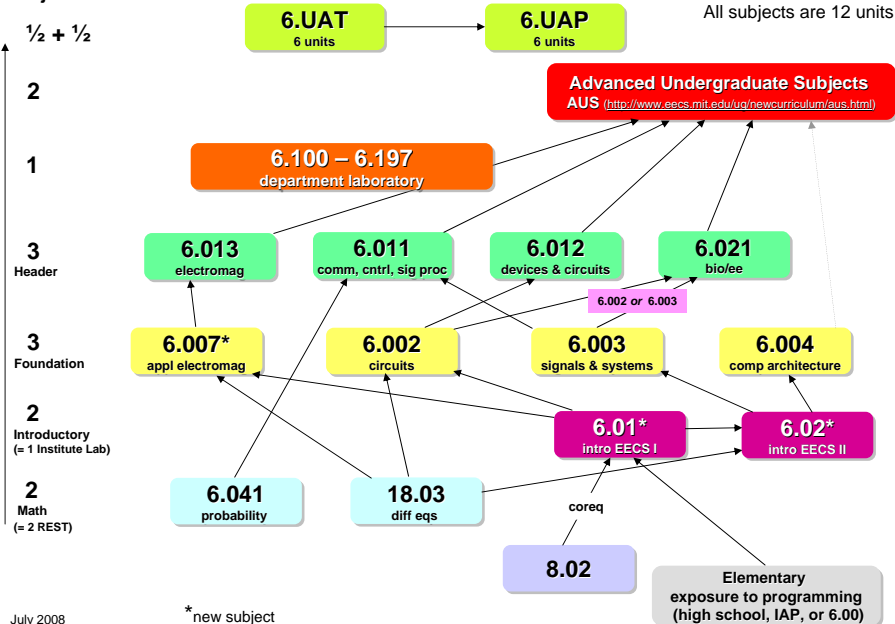 All subjects are 12 units
½ + ½
6.UAT
6 units
6.UAP
6 units
2
Advanced Undergraduate Subjects
AUS (http://www.eecs.mit.edu/ug/newcurriculum/aus.html)
1
6.100 – 6.197
department laboratory
3
Header
6.013
electromag
6.011
comm, cntrl, sig proc
6.012
devices & circuits
6.021
bio/ee
6.002 or 6.003
3
Foundation
6.007*
appl electromag
6.002
circuits
6.003
signals & systems
6.004
comp architecture
2
Introductory
(= 1 Institute Lab)
6.01*
intro EECS I
6.02*
intro EECS II
2
Math
(= 2 REST)
6.041
probability
18.03
diff eqs
coreq
8.02
Elementary
exposure to programming
(high school, IAP, or 6.00)
July 2008
*new subject